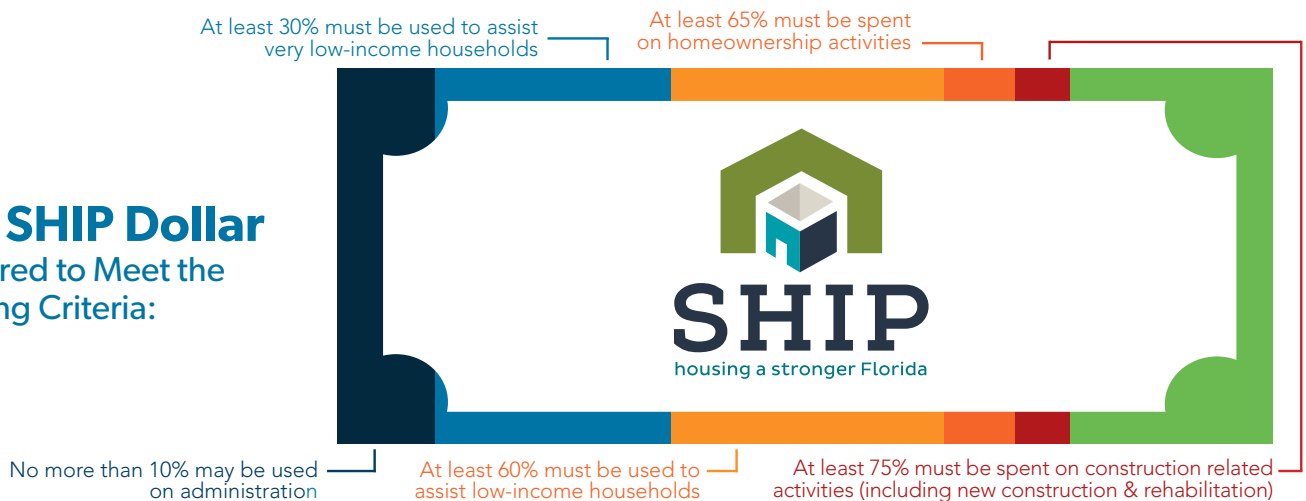 At least 30% must be used to assist
very low-income households
At least 65% must be spent
on homeownership activities
SHIP Dollar
red to Meet the
ng Criteria:
SHIP
housing a stronger Florida
No more than 10% may be used
on administration
At least 60% must be used to
assist low-income households
At least 75% must be spent on construction related
activities (including new construction & rehabilitation)